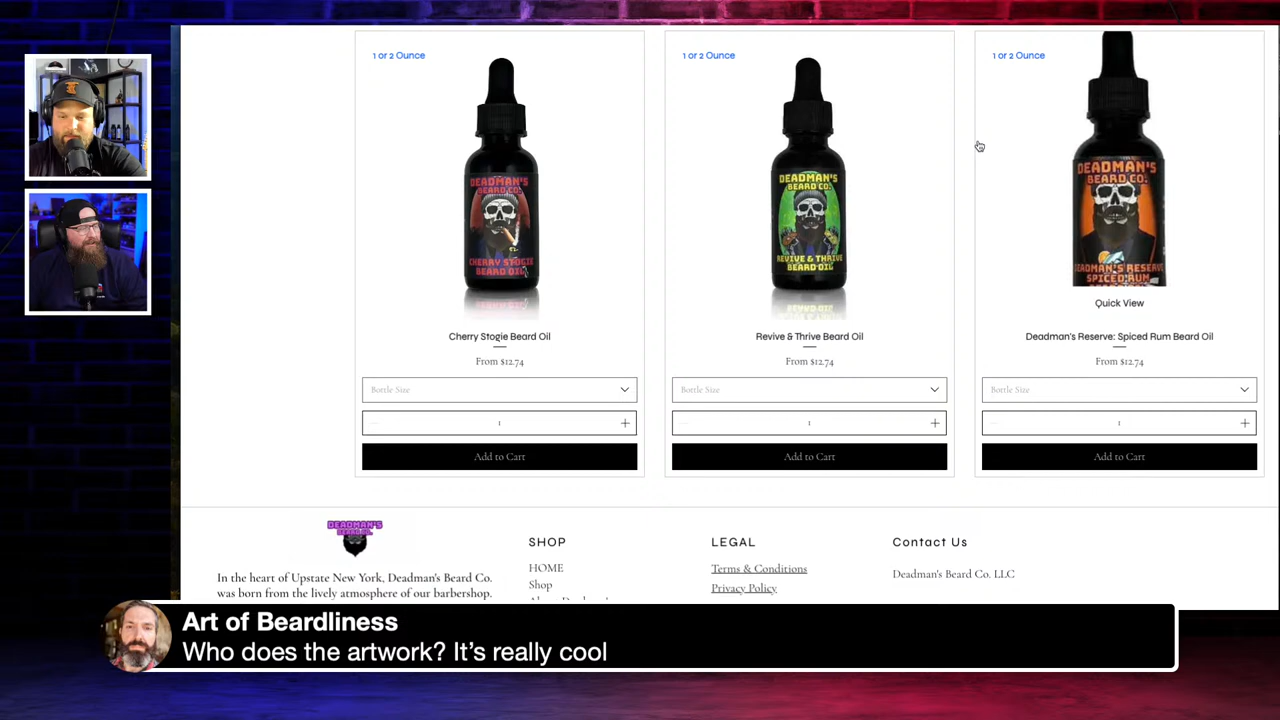 1 or 2 Ounce
1 or 2 Ounce
1 or 2 Ounce
DEADMAN'S
BEARD CO.
CHERRY STOGIE
BEARD OIL
DEADMAN'S
BEARD CO.
REVIVE & THRIVE
BEARD OIL
DEADMAN'S
BEARD CO.
DEADMAN'S RESERVE
SPICED RUM
Quick View
Cherry Stogie Beard Oil
Revive & Thrive Beard Oil
Deadman's Reserve: Spiced Rum Beard Oil
From $12.74
From $12.74
From $12.74
Bottle Size
Bottle Size
Bottle Size
1
1
1
Add to Cart
Add to Cart
Add to Cart
DEADMAN'S
BEARD CO.
In the heart of Upstate New York, Deadman's Beard Co.
was born from the lively atmosphere of our barbershop.
SHOP
HOME
Shop
LEGAL
Terms & Conditions
Privacy Policy
Contact Us
Deadman's Beard Co. LLC
Art of Beardliness
Who does the artwork? It's really cool